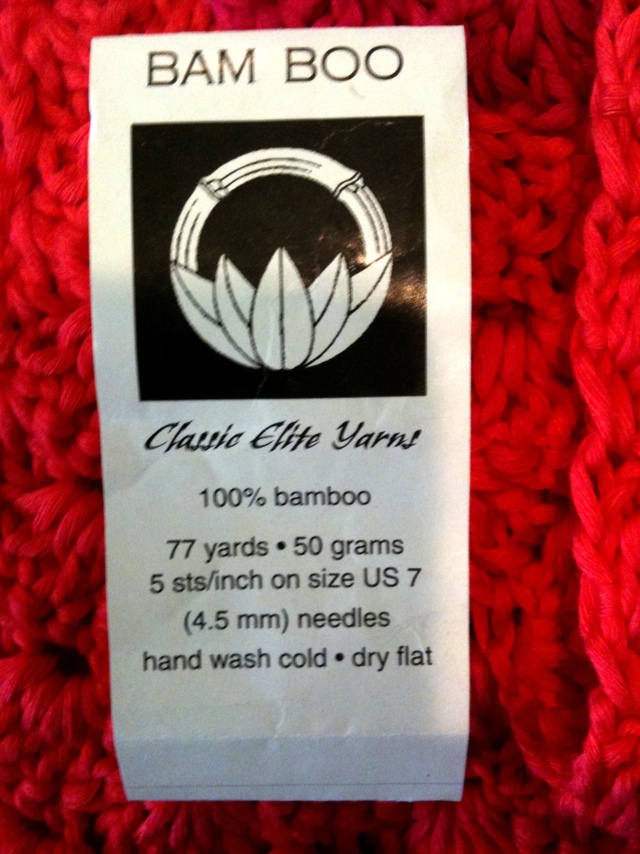 BAM BOO
Classic Elite Yarns
100% bamboo
77 yards • 50 grams
5 sts/inch on size US 7
(4.5 mm) needles
hand wash cold • dry flat